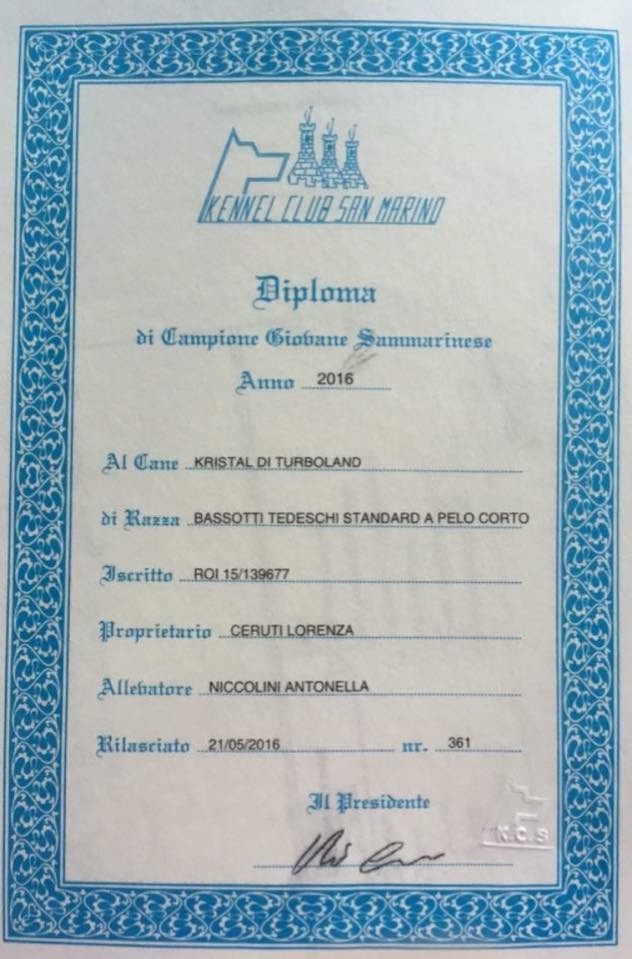 KENNEL CLUB SAN MARINO
Diploma
di Campione Giovane Sammarinese
Anno 2016
Al Cane KRISTAL DI TURBOLAND
di Razza BASSOTTI TEDESCHI STANDARD A PELO CORTO
Iscritto ROI 15/139677
Proprietario CERUTI LORENZA
Allevatore NICCOLINI ANTONELLA
Rilasciato 21/05/2016 nr. 361
Il Presidente
K.C.S